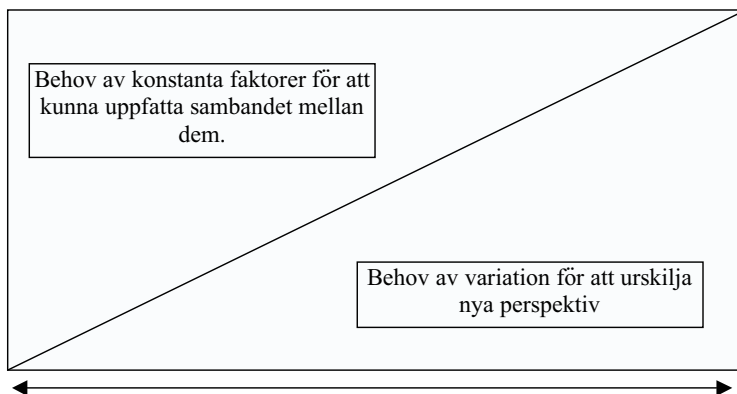 Behov av konstanta faktorer för att
kunna uppfatta sambandet mellan
dem.
Behov av variation för att urskilja
nya perspektiv